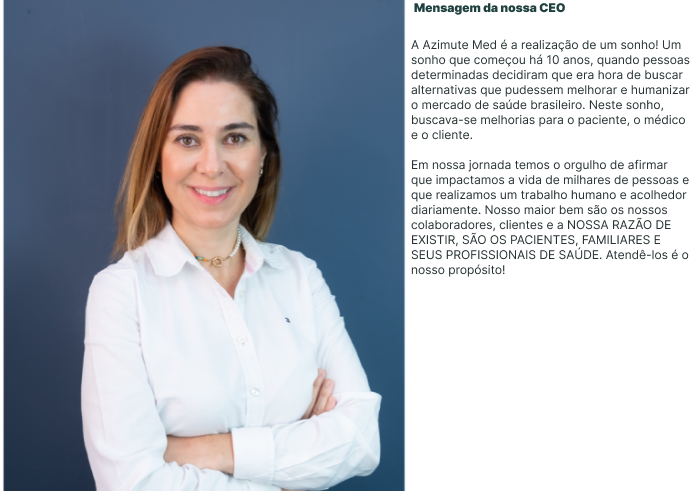 Mensagem da nossa CEO
A Azimute Med é a realização de um sonho! Um
sonho que começou há 10 anos, quando pessoas
determinadas decidiram que era hora de buscar
alternativas que pudessem melhorar e humanizar
o mercado de saúde brasileiro. Neste sonho,
buscava-se melhorias para o paciente, o médico
e o cliente.
Em nossa jornada temos o orgulho de afirmar
que impactamos a vida de milhares de pessoas e
que realizamos um trabalho humano e acolhedor
diariamente. Nosso maior bem são os nossos
colaboradores, clientes e a NOSSA RAZÃO DE
EXISTIR, SÃO OS PACIENTES, FAMILIARES E
SEUS PROFISSIONAIS DE SAÚDE. Atendê-los é o
nosso propósito!